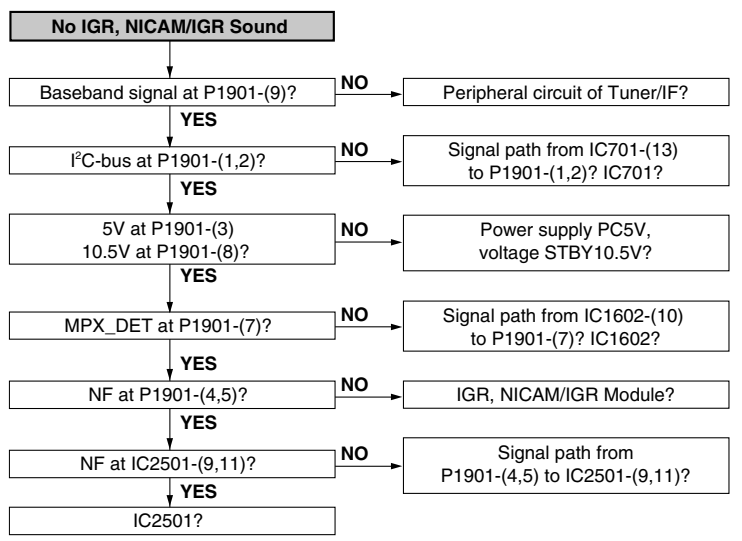 No IGR, NICAM/IGR Sound
Baseband signal at P1901-(9)?
NO
Peripheral circuit of Tuner/IF?
YES
I²C-bus at P1901-(1,2)?
NO
Signal path from IC701-(13)
to P1901-(1,2)? IC701?
YES
5V at P1901-(3)
10.5V at P1901-(8)?
NO
Power supply PC5V,
voltage STBY10.5V?
YES
MPX_DET at P1901-(7)?
NO
Signal path from IC1602-(10)
to P1901-(7)? IC1602?
YES
NF at P1901-(4,5)?
NO
IGR, NICAM/IGR Module?
YES
NF at IC2501-(9,11)?
NO
Signal path from
P1901-(4,5) to IC2501-(9,11)?
YES
IC2501?